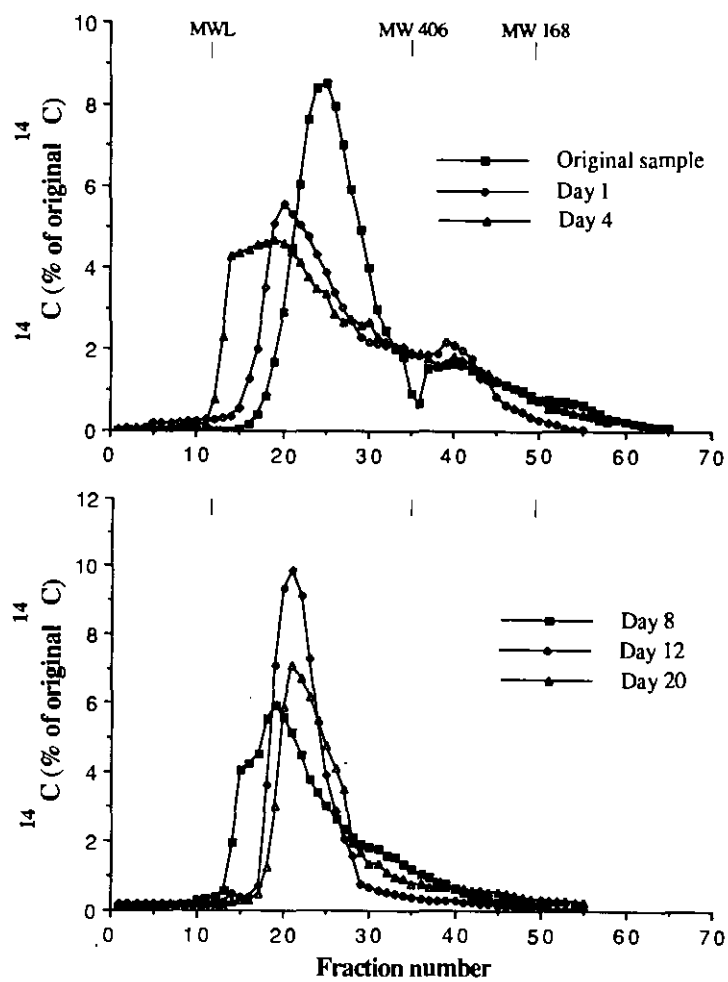 MWL MW 406 MW 168
10
8
6
4
2
0
14 C (% of original 14 C)
Original sample
Day 1
Day 4
0 10 20 30 40 50 60 70
12
10
8
6
4
2
0
14 C (% of original 14 C)
Day 8
Day 12
Day 20
0 10 20 30 40 50 60 70
Fraction number